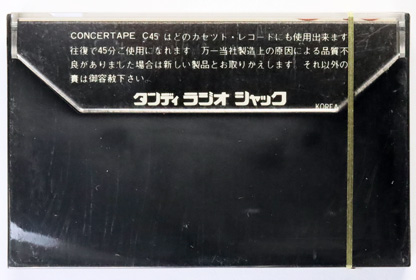 CONCERTAPE C45 はどのカセット・レコードにも使用出来ます
往復で45分ご使用になれます 万一当社製造上の原因による品質不
良がありました場合は新しい製品とお取りかえします それ以外の
責は御容赦下さい
タンディ ラジオ シャック
KOREA